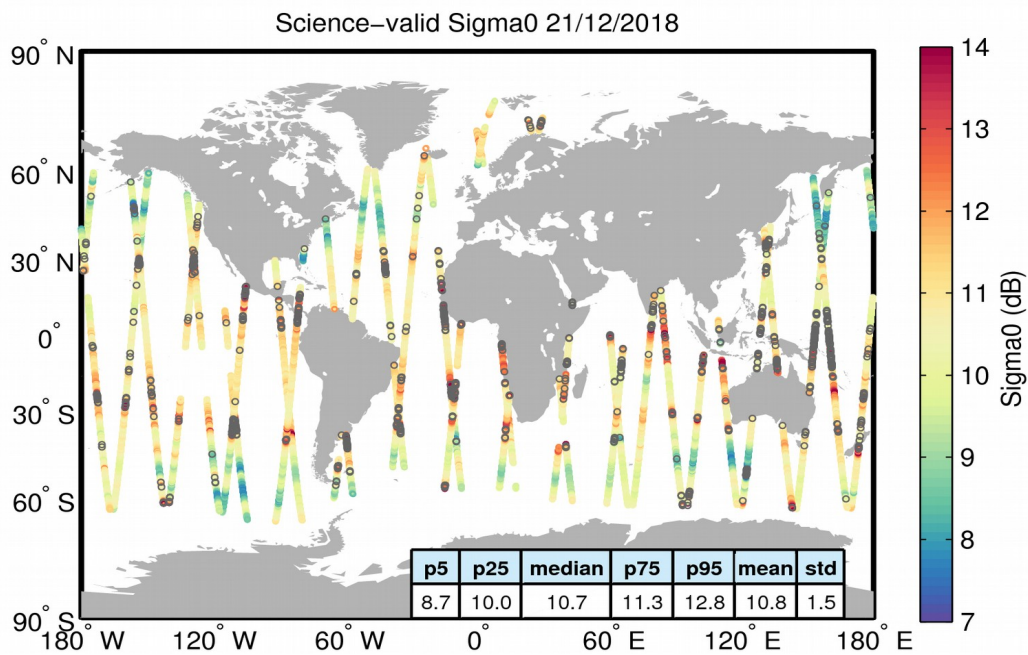 Science−valid Sigma0 21/12/2018
90° N
60° N
30° N
0°
30° S
60° S
90° S
180° W
120° W
60° W
0°
60° E
120° E
180° E
14
13
12
11
10
9
8
7
Sigma0 (dB)
p5 p25 median p75 p95 mean std
8.7 10.0 10.7 11.3 12.8 10.8 1.5